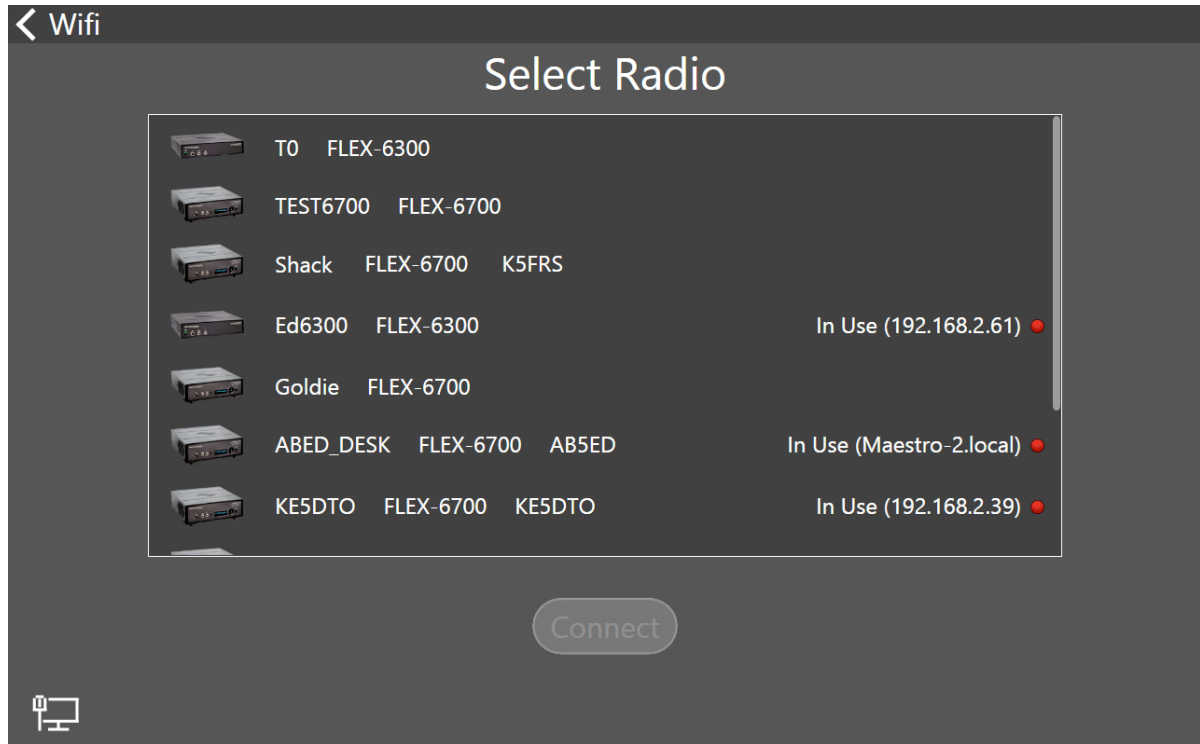 Wifi
Select Radio
T0 FLEX-6300
TEST6700 FLEX-6700
Shack FLEX-6700 K5FRS
Ed6300 FLEX-6300 In Use (192.168.2.61)
Goldie FLEX-6700
ABED_DESK FLEX-6700 AB5ED In Use (Maestro-2.local)
KE5DTO FLEX-6700 KE5DTO In Use (192.168.2.39)
Connect